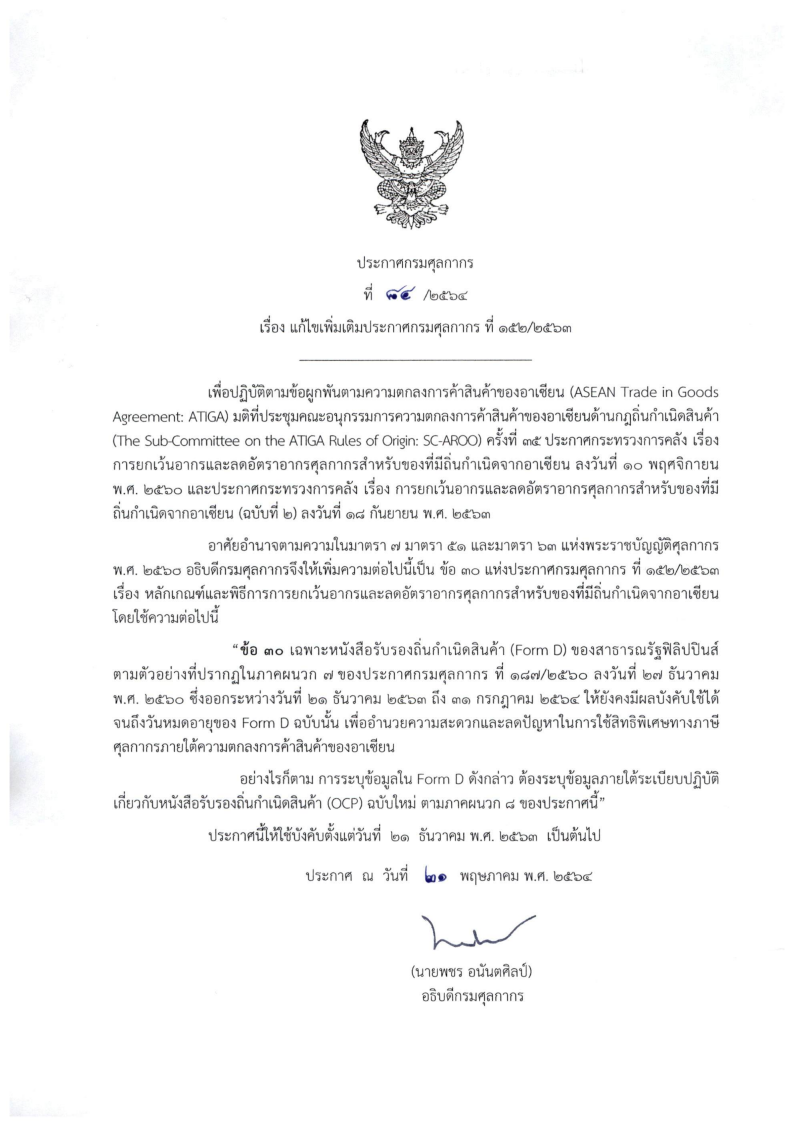 ประกาศกรมศุลกากร
ที่ ๘๔ /๒๕๖๔
เรื่อง แก้ไขเพิ่มเติมประกาศกรมศุลกากร ที่ ๑๕๒/๒๕๖๓
เพื่อปฏิบัติตามข้อผูกพันตามความตกลงการค้าสินค้าของอาเซียน (ASEAN Trade in Goods
Agreement: ATIGA) มติที่ประชุมคณะอนุกรรมการความตกลงการค้าสินค้าของอาเซียนด้านกฎถิ่นกำเนิดสินค้า
(The Sub-Committee on the ATIGA Rules of Origin: SC-AROO) ครั้งที่ ๓๕ ประกาศกระทรวงการคลัง เรื่อง
การยกเว้นอากรและลดอัตราอากรศุลกากรสำหรับของที่มีถิ่นกำเนิดจากอาเซียน ลงวันที่ ๑๐ พฤศจิกายน
พ.ศ. ๒๕๖๐ และประกาศกระทรวงการคลัง เรื่อง การยกเว้นอากรและลดอัตราอากรศุลกากรสำหรับของที่มี
ถิ่นกำเนิดจากอาเซียน (ฉบับที่ ๒) ลงวันที่ ๑๘ กันยายน พ.ศ. ๒๕๖๓
อาศัยอำนาจตามความในมาตรา ๗ มาตรา ๕๑ และมาตรา ๖๓ แห่งพระราชบัญญัติศุลกากร
พ.ศ. ๒๕๖๐ อธิบดีกรมศุลกากรจึงให้เพิ่มความต่อไปนี้เป็น ข้อ ๓๐ แห่งประกาศกรมศุลกากร ที่ ๑๕๒/๒๕๖๓
เรื่อง หลักเกณฑ์และพิธีการการยกเว้นอากรและลดอัตราอากรศุลกากรสำหรับของที่มีถิ่นกำเนิดจากอาเซียน
โดยใช้ความต่อไปนี้
“ข้อ ๓๐ เฉพาะหนังสือรับรองถิ่นกำเนิดสินค้า (Form D) ของสาธารณรัฐฟิลิปปินส์
ตามตัวอย่างที่ปรากฏในภาคผนวก ๗ ของประกาศกรมศุลกากร ที่ ๑๘๗/๒๕๖๐ ลงวันที่ ๒๗ ธันวาคม
พ.ศ. ๒๕๖๐ ซึ่งออกระหว่างวันที่ ๒๑ ธันวาคม ๒๕๖๓ ถึง ๓๑ กรกฎาคม ๒๕๖๔ ให้ยังคงมีผลบังคับใช้ได้
จนถึงวันหมดอายุของ Form D ฉบับนั้น เพื่ออำนวยความสะดวกและลดปัญหาในการใช้สิทธิพิเศษทางภาษี
ศุลกากรภายใต้ความตกลงการค้าสินค้าของอาเซียน
อย่างไรก็ตาม การระบุข้อมูลใน Form D ดังกล่าว ต้องระบุข้อมูลภายใต้ระเบียบปฏิบัติ
เกี่ยวกับหนังสือรับรองถิ่นกำเนิดสินค้า (OCP) ฉบับใหม่ ตามภาคผนวก ๘ ของประกาศนี้”
ประกาศนี้ให้ใช้บังคับตั้งแต่วันที่ ๒๑ ธันวาคม พ.ศ. ๒๕๖๓ เป็นต้นไป
ประกาศ ณ วันที่ ๒๑ พฤษภาคม พ.ศ. ๒๕๖๔
(นายพชร อนันตศิลป์)
อธิบดีกรมศุลกากร